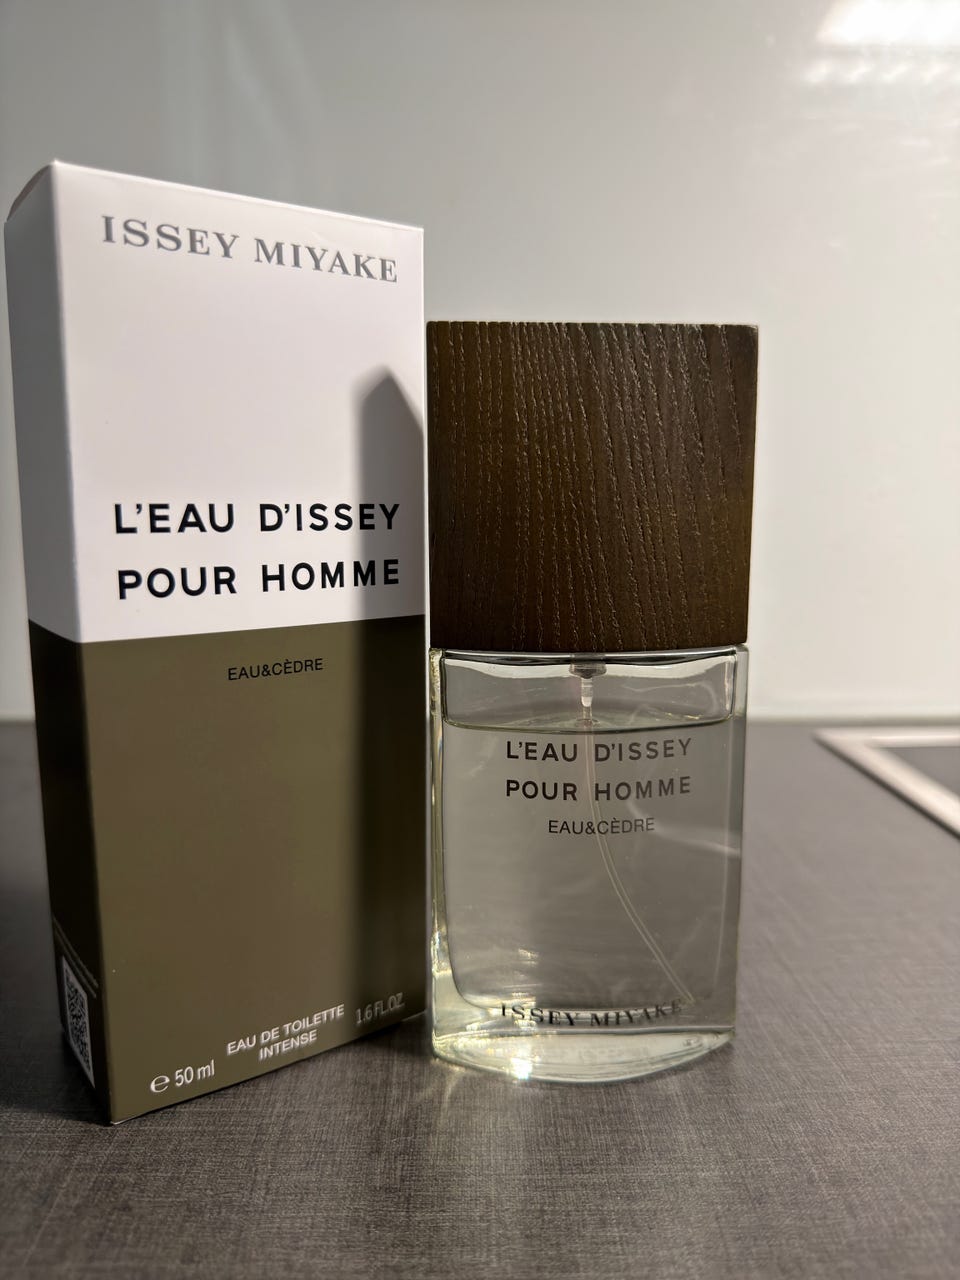 ISSEY MIYAKE
L'EAU D'ISSEY
POUR HOMME
EAU&CÈDRE
EAU DE TOILETTE
INTENSE
℮ 50 ml
1.6 FL.OZ.
L'EAU D'ISSEY
POUR HOMME
EAU&CÈDRE
ISSEY MIYAKE